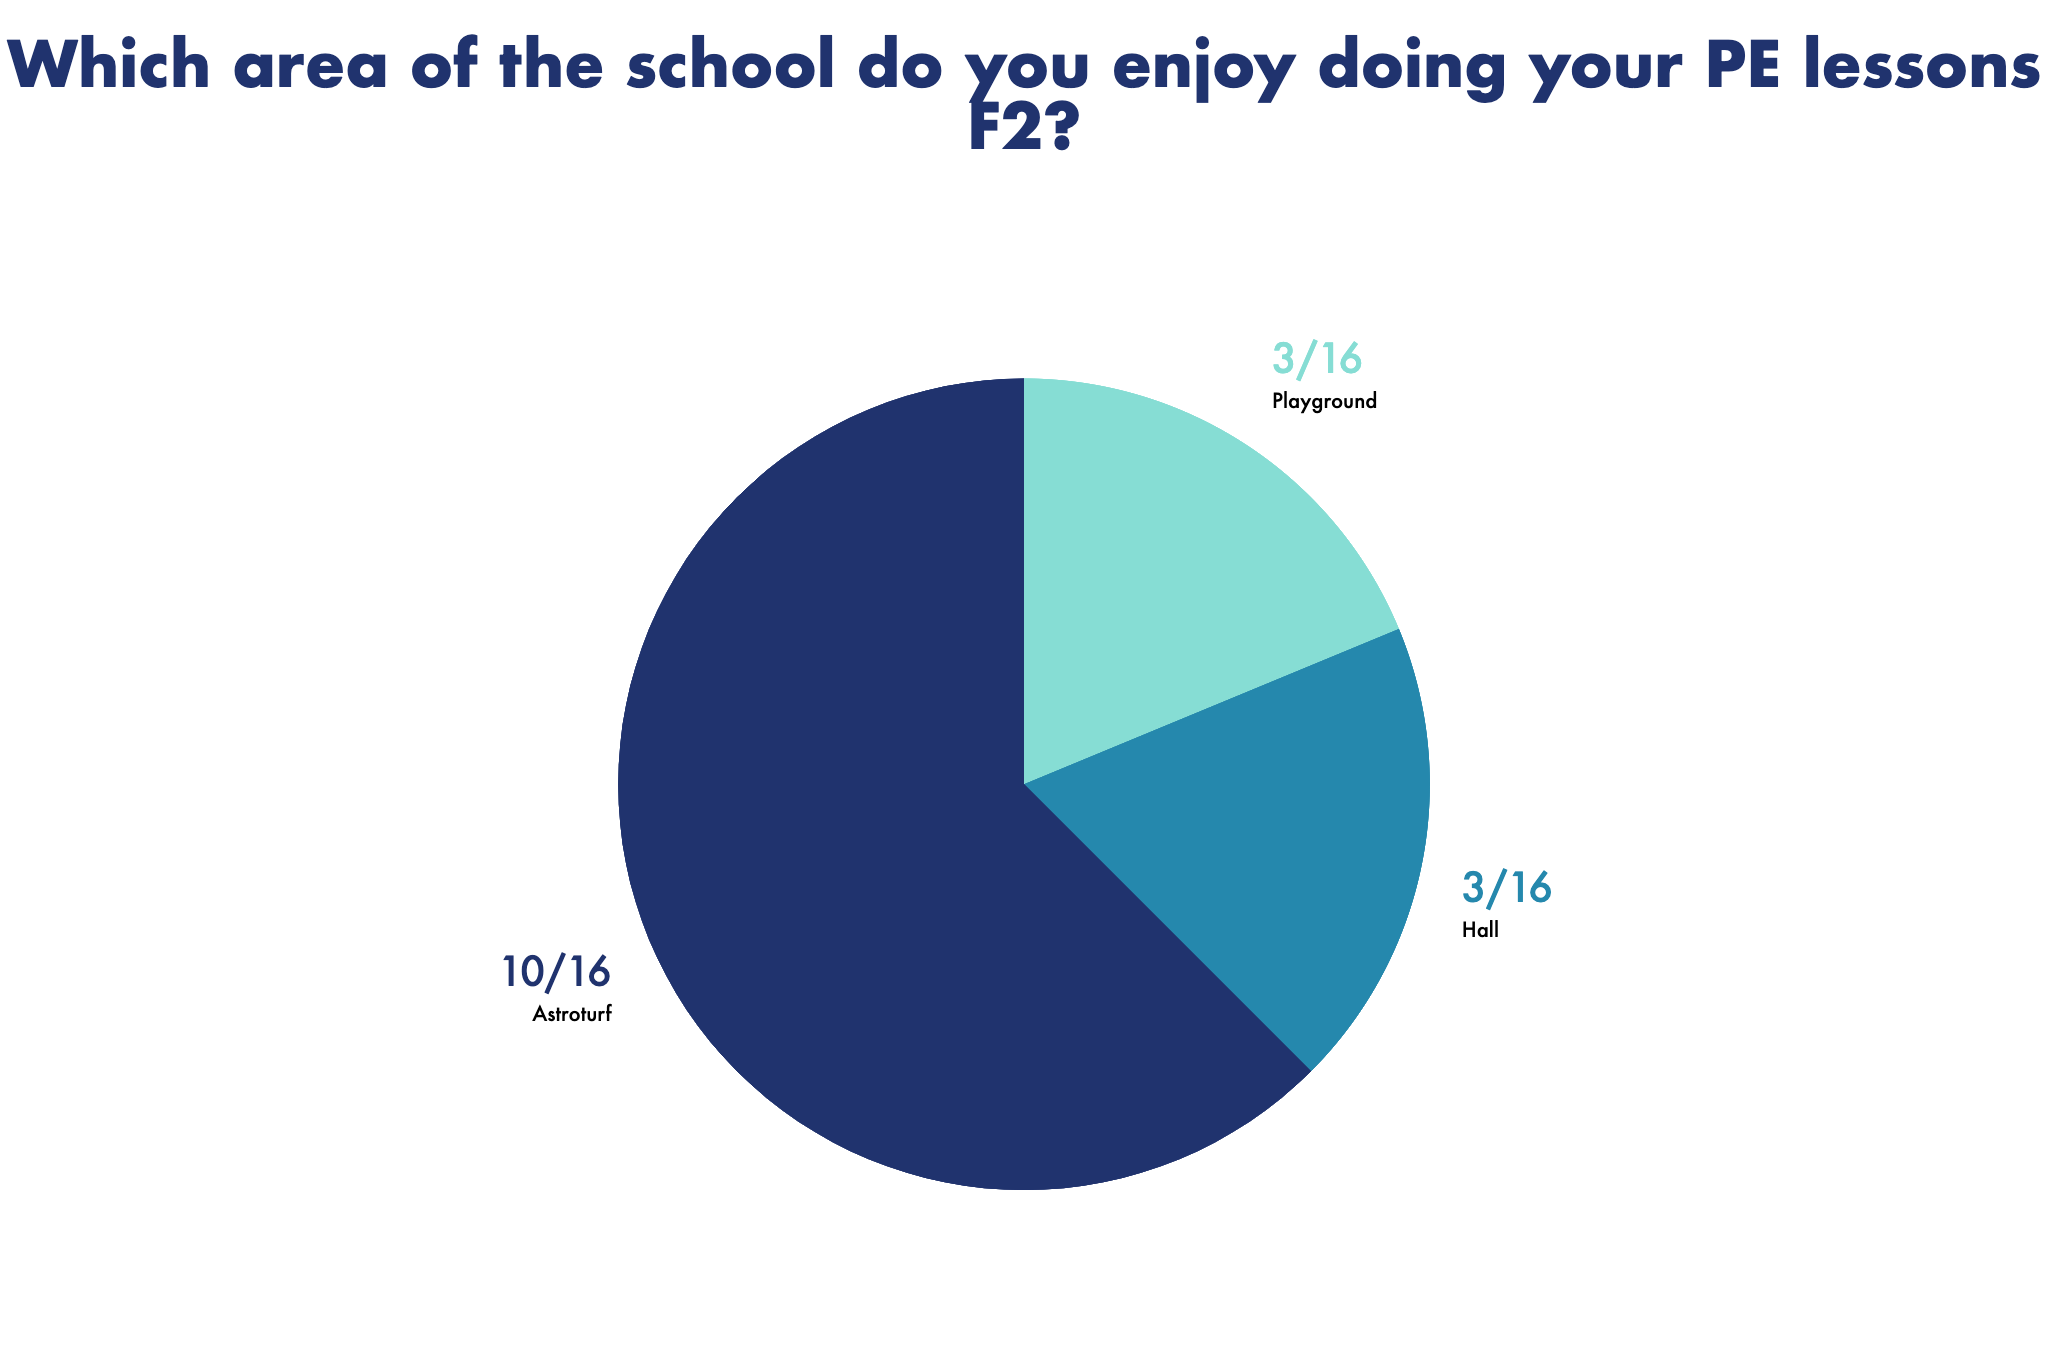 Which area of the school do you enjoy doing your PE lessons
F2?
3/16
Playground
3/16
Hall
10/16
Astroturf